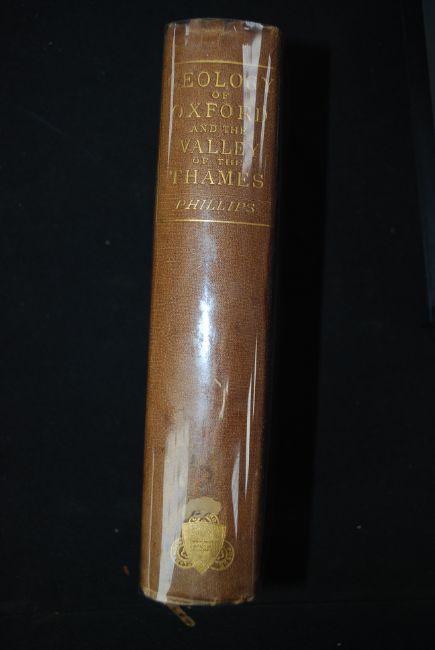 GEOLOGY
OF
OXFORD
AND THE
VALLEY
OF THE
THAMES
PHILLIPS